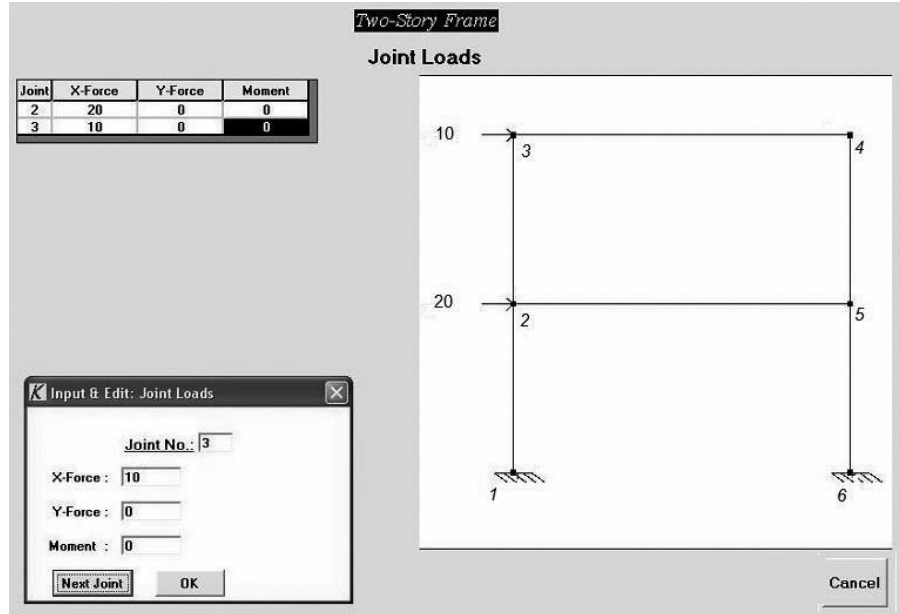 Two-Story Frame
Joint Loads
Joint X-Force Y-Force Moment
2 20 0 0
3 10 0 0
10
3
4
20
2
5
1
6
K Input & Edit: Joint Loads
Joint No.: 3
X-Force : 10
Y-Force : 0
Moment : 0
Next Joint OK
Cancel